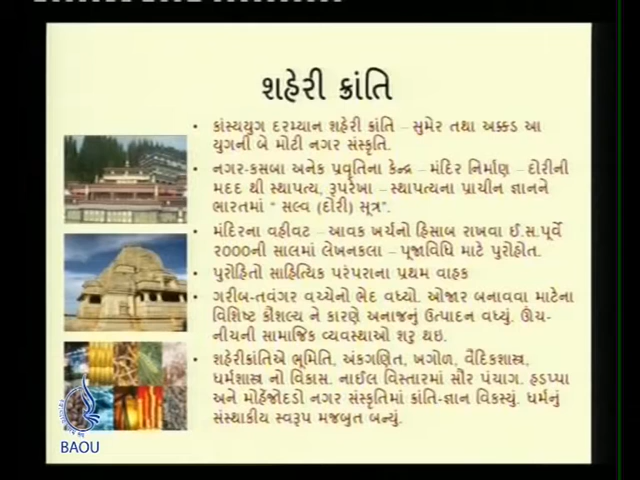 શહેરી ક્રાંતિ
• કાંસ્યયુગ દરમ્યાન શહેરી ક્રાંતિ – સુમેર તથા અક્કડ આ
યુગની બે મોટી નગર સંસ્કૃતિ.
• નગર-કસબા અનેક પ્રવૃતિના કેન્દ્ર – મંદિર નિર્માણ – દોરીની
મદદ થી સ્થાપત્ય, રૂપરેખા – સ્થાપત્યના પ્રાચીન જ્ઞાનને
ભારતમાં " સલ્વ (દોરી) સૂત્ર".
• મંદિરના વહીવટ – આવક ખર્ચનો હિસાબ રાખવા ઈ.સ.પૂર્વે
૨000ની સાલમાં લેખનકલા – પૂજાવિધિ માટે પુરોહીત.
• પુરોહિતો સાહિત્યિક પરંપરાના પ્રથમ વાહક
• ગરીબ-તવંગર વચ્ચેનો ભેદ વધ્યો. ઓજાર બનાવવા માટેના
વિશિષ્ટ કૌશલ્ય ને કારણે અનાજનું ઉત્પાદન વધ્યું. ઊંચ-
નીચની સામાજિક વ્યવસ્થાઓ શરુ થઇ.
• શહેરીક્રાંતિએ ભૂમિતિ, અંકગણિત, ખગોળ, વૈદિકશાસ્ત્ર,
ધર્મશાસ્ત્ર નો વિકાસ. નાઈલ વિસ્તારમાં સૌર પંચાગ. હડપ્પા
અને મોહેંજોદડો નગર સંસ્કૃતિમાં કાંતિ-જ્ઞાન વિકસ્યું. ધર્મનું
સંસ્થાકીય સ્વરૂપ મજબુત બન્યું.
BAOU